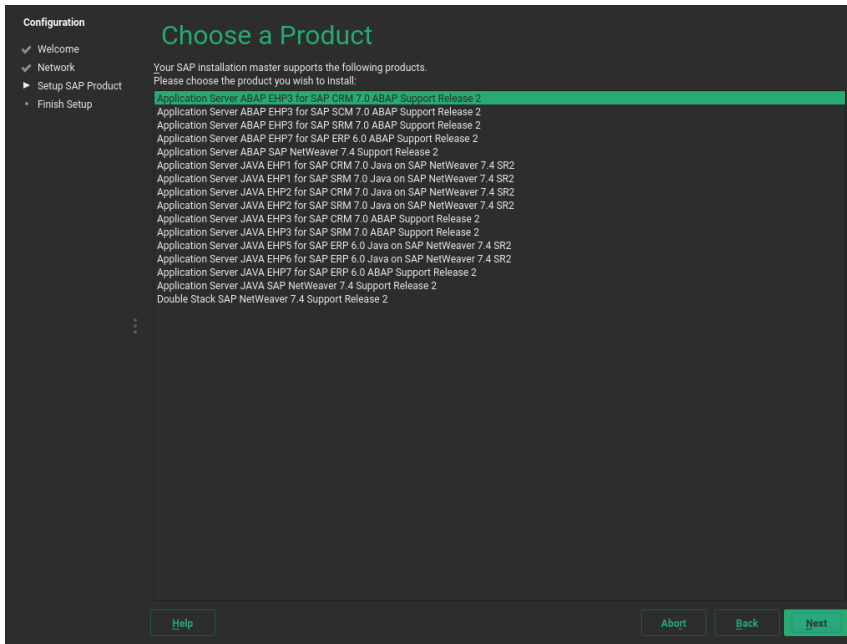 Configuration
Welcome
Network
Setup SAP Product
Finish Setup
Choose a Product
Your SAP installation master supports the following products.
Please choose the product you wish to install:
Application Server ABAP EHP3 for SAP CRM 7.0 ABAP Support Release 2
Application Server ABAP EHP3 for SAP SCM 7.0 ABAP Support Release 2
Application Server ABAP EHP3 for SAP SRM 7.0 ABAP Support Release 2
Application Server ABAP EHP7 for SAP ERP 6.0 ABAP Support Release 2
Application Server ABAP SAP NetWeaver 7.4 Support Release 2
Application Server JAVA EHP1 for SAP CRM 7.0 Java on SAP NetWeaver 7.4 SR2
Application Server JAVA EHP1 for SAP SRM 7.0 Java on SAP NetWeaver 7.4 SR2
Application Server JAVA EHP2 for SAP CRM 7.0 Java on SAP NetWeaver 7.4 SR2
Application Server JAVA EHP2 for SAP SRM 7.0 Java on SAP NetWeaver 7.4 SR2
Application Server JAVA EHP3 for SAP CRM 7.0 ABAP Support Release 2
Application Server JAVA EHP3 for SAP SRM 7.0 ABAP Support Release 2
Application Server JAVA EHP5 for SAP ERP 6.0 Java on SAP NetWeaver 7.4 SR2
Application Server JAVA EHP6 for SAP ERP 6.0 Java on SAP NetWeaver 7.4 SR2
Application Server JAVA EHP7 for SAP ERP 6.0 ABAP Support Release 2
Application Server JAVA SAP NetWeaver 7.4 Support Release 2
Double Stack SAP NetWeaver 7.4 Support Release 2
Help
Abort
Back
Next